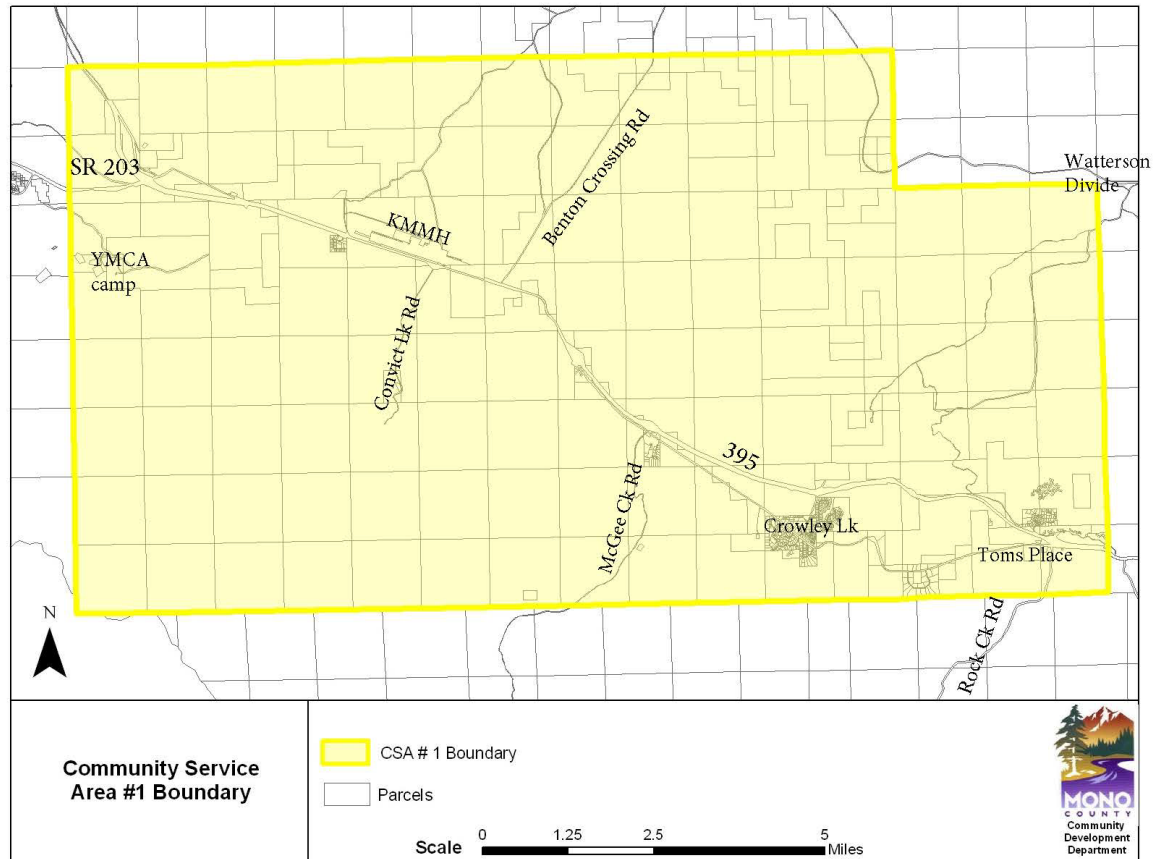 SR 203
Watterson
Divide
Benton Crossing Rd
KMMH
YMCA
camp
Convict Lk Rd
395
McGee Ck Rd
Crowley Lk
Toms Place
Rock Ck Rd
N
Community Service
Area #1 Boundary
CSA # 1 Boundary
Parcels
Scale
0 1.25 2.5 5
Miles
MONO
COUNTY
Community
Development
Department